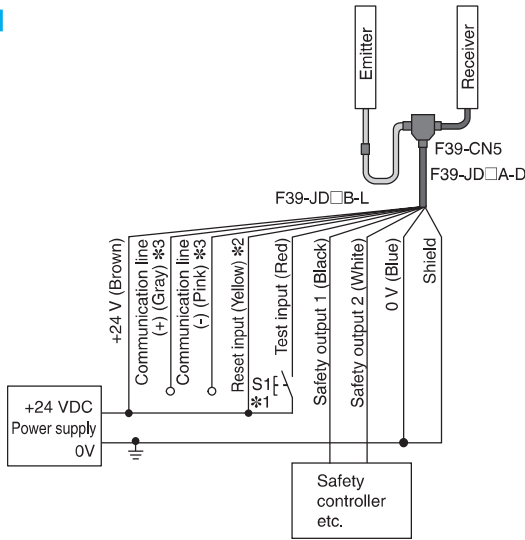 Emitter
Receiver
F39-CN5
F39-JD□A-D
F39-JD□B-L
+24 V (Brown)
Communication line
(+) (Gray) *3
Communication line
(-) (Pink) *3
Reset input (Yellow) *2
Test input (Red)
Safety output 1 (Black)
Safety output 2 (White)
0 V (Blue)
Shield
S1
*1
+24 VDC
Power supply
0V
Safety
controller
etc.